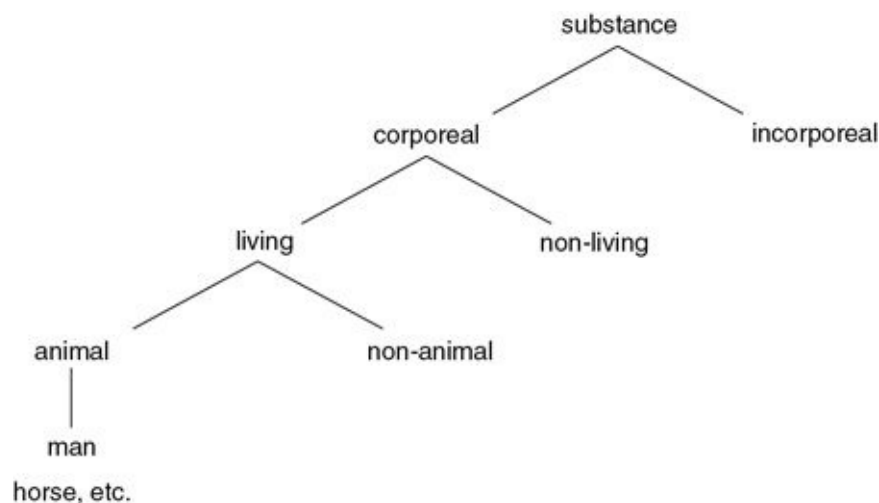 substance
corporeal
incorporeal
living
non-living
animal
non-animal
man
horse, etc.